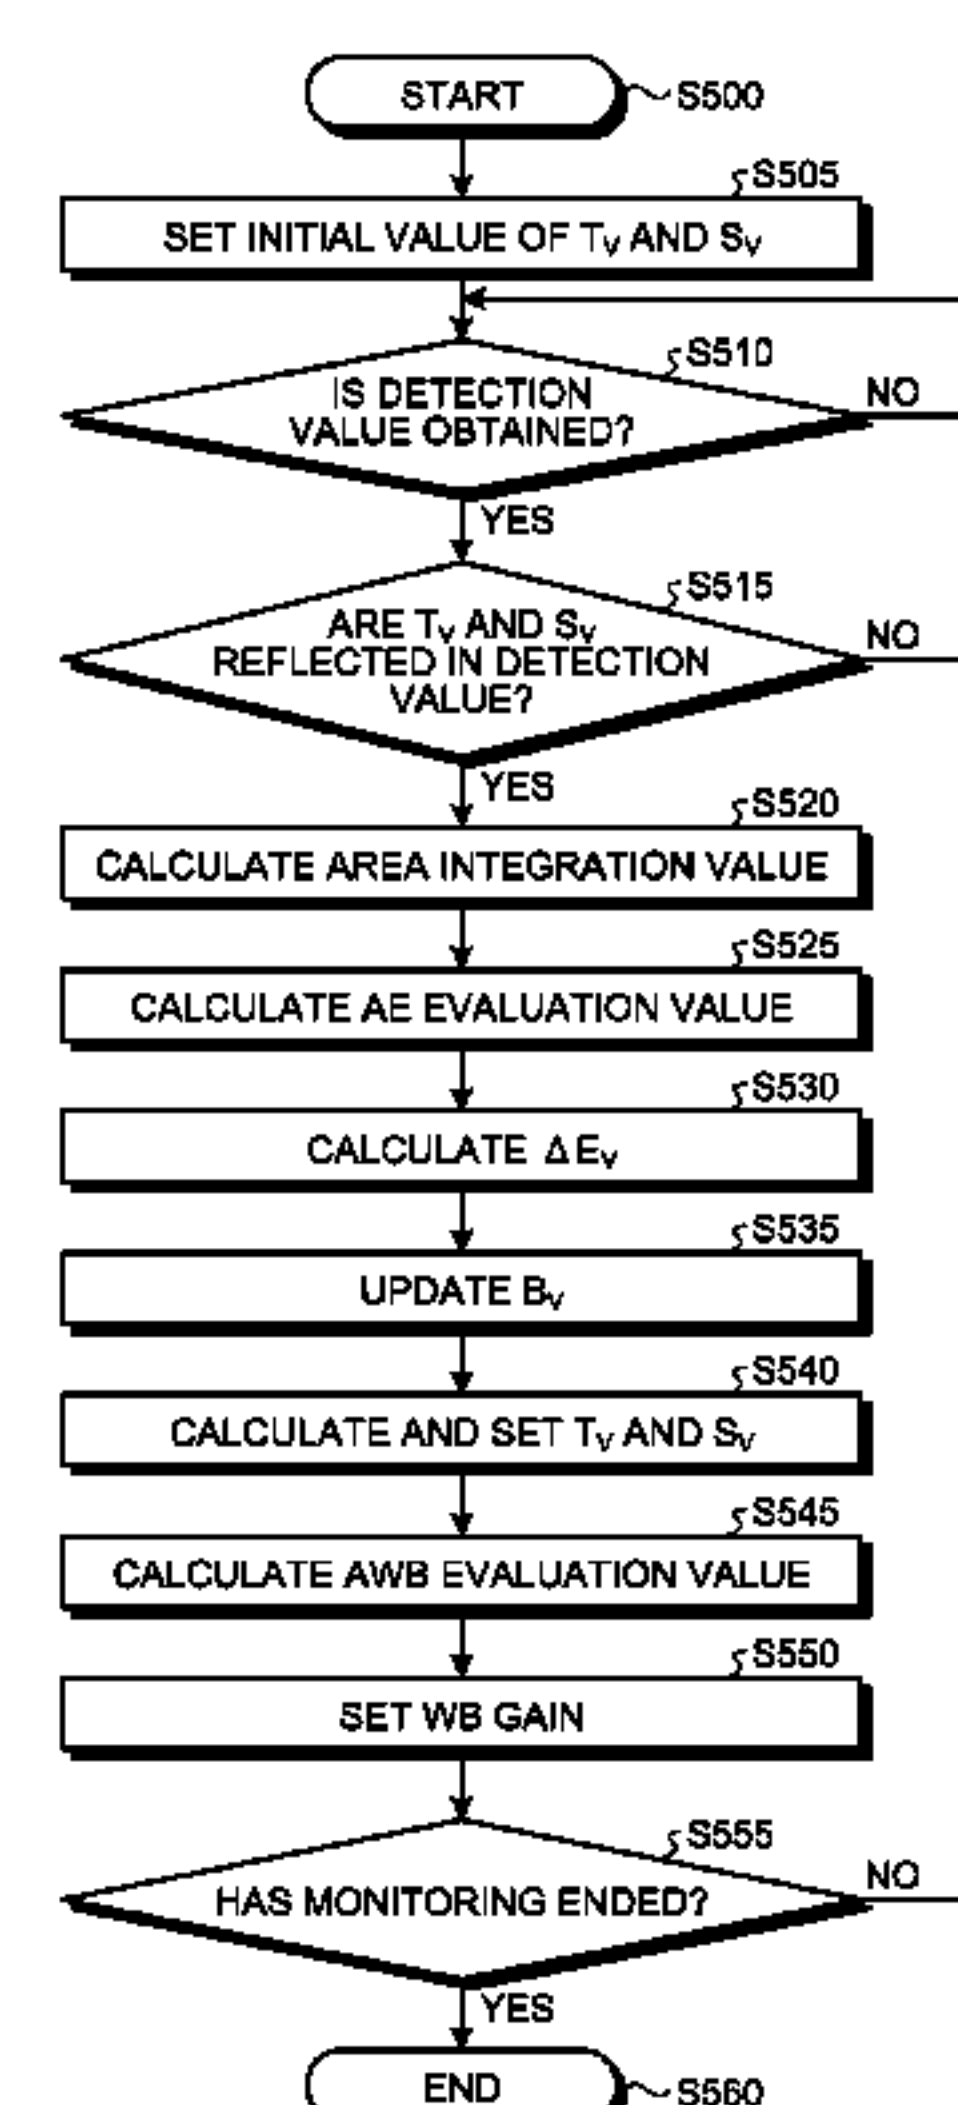 START
S500
S505
SET INITIAL VALUE OF Tv AND Sv
S510
IS DETECTION
VALUE OBTAINED?
NO
YES
S515
ARE Tv AND Sv
REFLECTED IN DETECTION
VALUE?
NO
YES
S520
CALCULATE AREA INTEGRATION VALUE
S525
CALCULATE AE EVALUATION VALUE
S530
CALCULATE ΔEv
S535
UPDATE Bv
S540
CALCULATE AND SET Tv AND Sv
S545
CALCULATE AWB EVALUATION VALUE
S550
SET WB GAIN
S555
HAS MONITORING ENDED?
NO
YES
END
S560